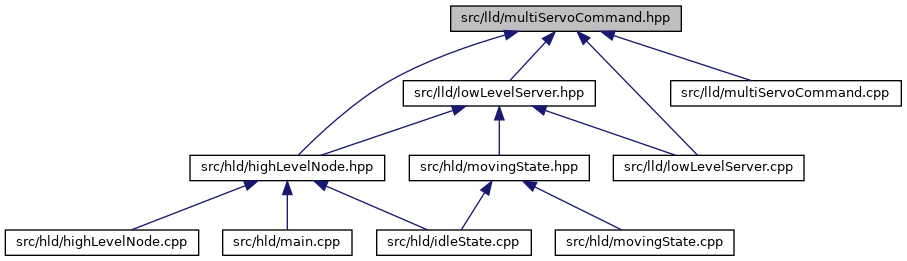 src/lld/multiServoCommand.hpp
src/lld/lowLevelServer.hpp
src/lld/multiServoCommand.cpp
src/hld/highLevelNode.hpp
src/hld/movingState.hpp
src/lld/lowLevelServer.cpp
src/hld/highLevelNode.cpp
src/hld/main.cpp
src/hld/idleState.cpp
src/hld/movingState.cpp